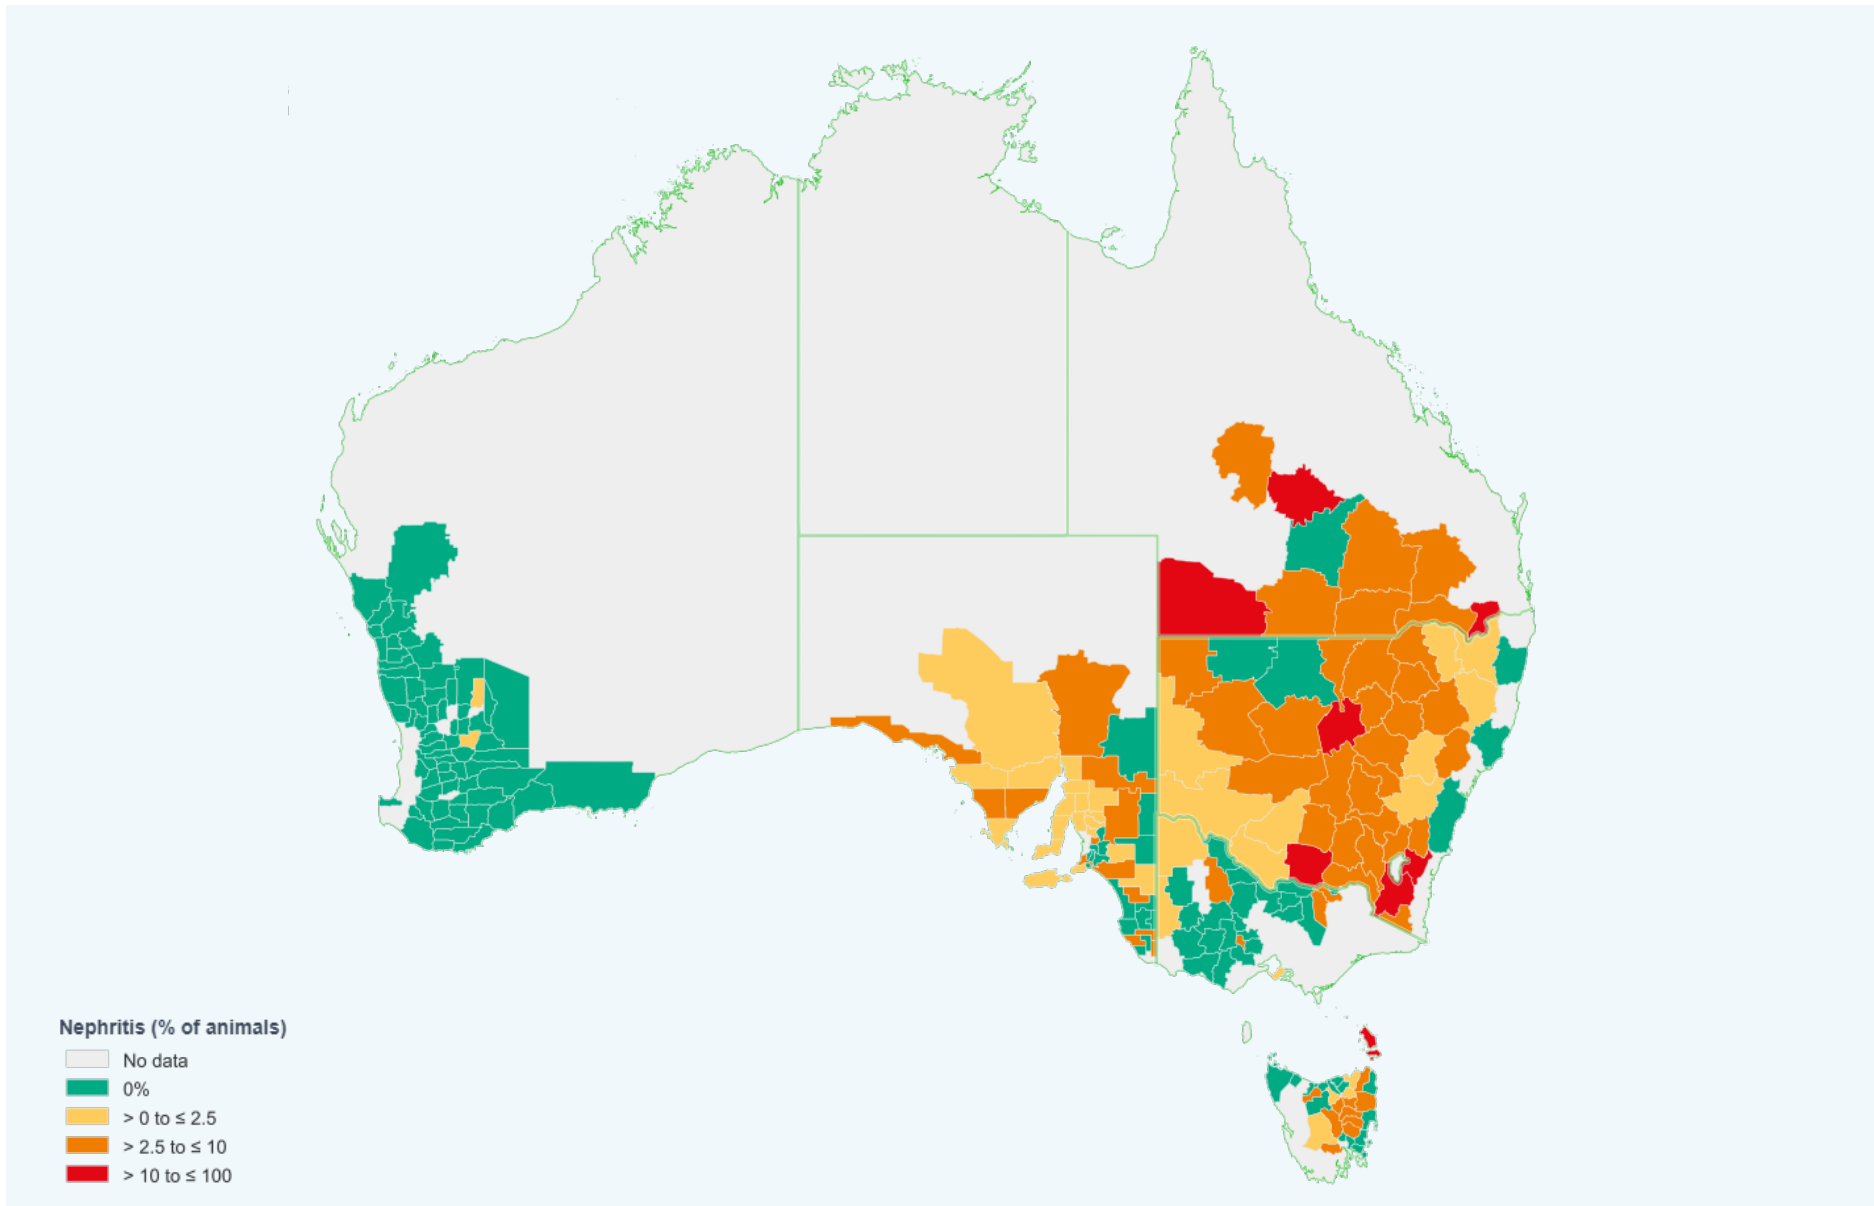 Nephritis (% of animals)
No data
0%
> 0 to ≤ 2.5
> 2.5 to ≤ 10
> 10 to ≤ 100